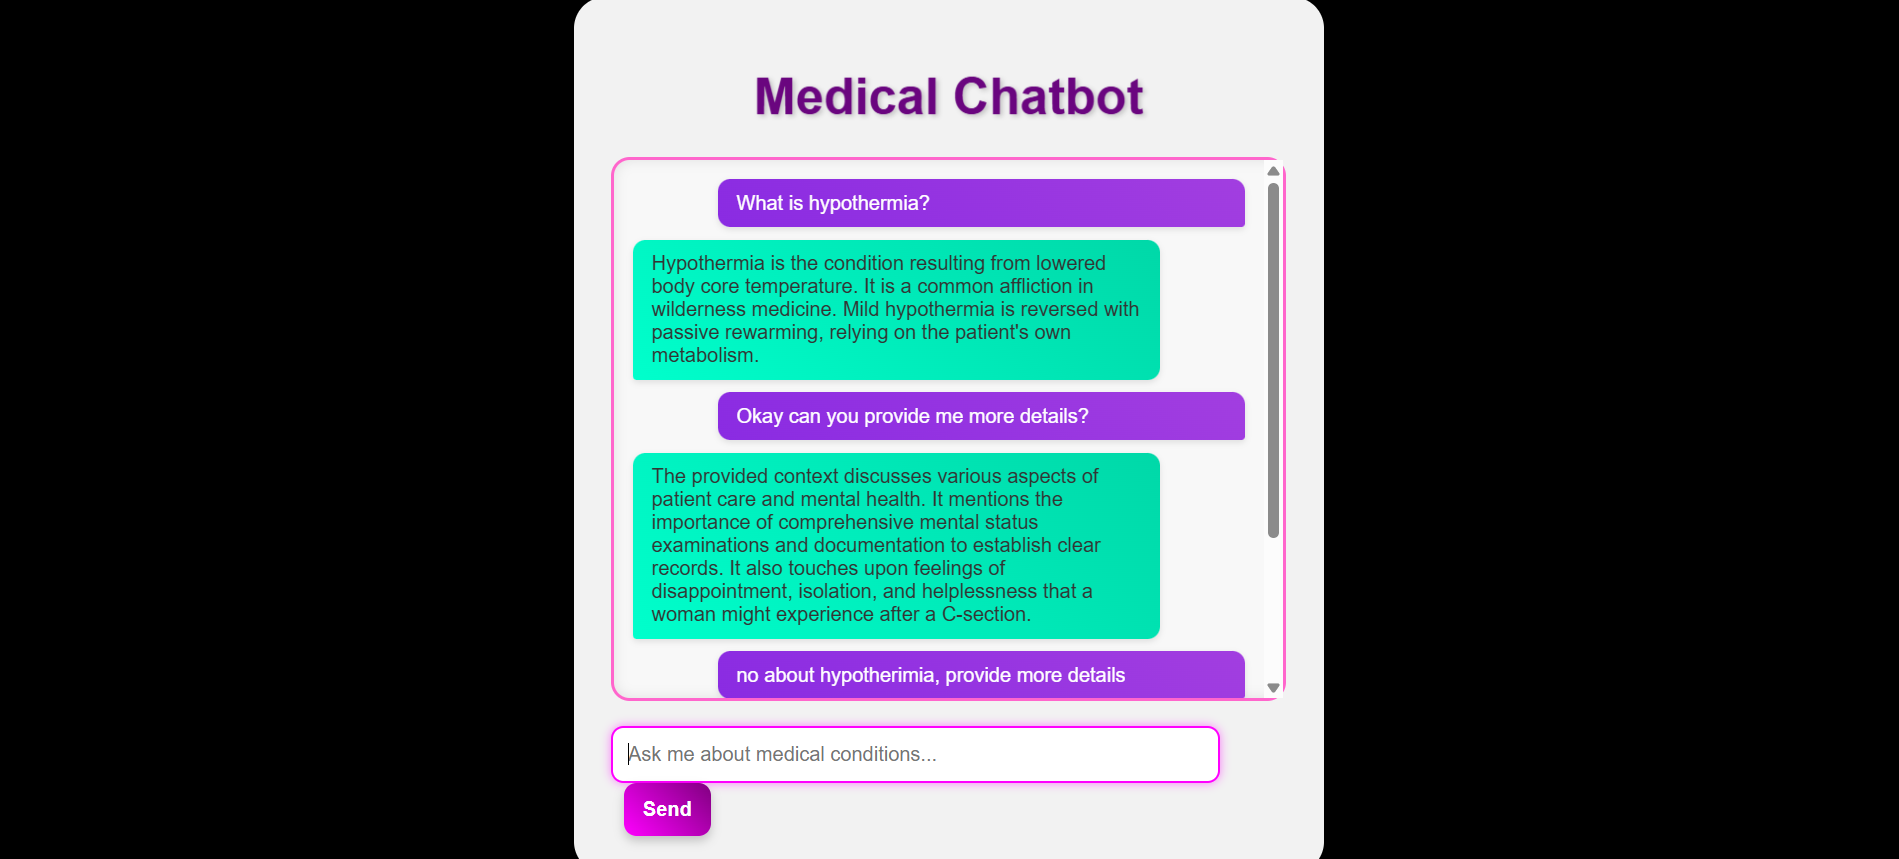 Medical Chatbot
What is hypothermia?
Hypothermia is the condition resulting from lowered
body core temperature. It is a common affliction in
wilderness medicine. Mild hypothermia is reversed with
passive rewarming, relying on the patient's own
metabolism.
Okay can you provide me more details?
The provided context discusses various aspects of
patient care and mental health. It mentions the
importance of comprehensive mental status
examinations and documentation to establish clear
records. It also touches upon feelings of
disappointment, isolation, and helplessness that a
woman might experience after a C-section.
no about hypotherimia, provide more details
Ask me about medical conditions...
Send